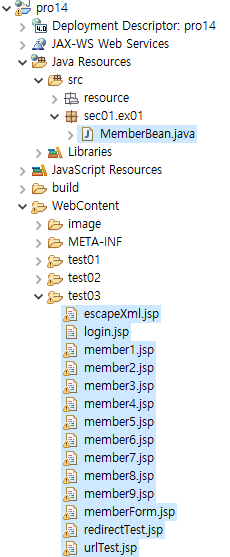 pro14
Deployment Descriptor: pro14
JAX-WS Web Services
Java Resources
src
resource
sec01.ex01
MemberBean.java
Libraries
JavaScript Resources
build
WebContent
image
META-INF
test01
test02
test03
escapeXml.jsp
login.jsp
member1.jsp
member2.jsp
member3.jsp
member4.jsp
member5.jsp
member6.jsp
member7.jsp
member8.jsp
member9.jsp
memberForm.jsp
redirectTest.jsp
urlTest.jsp